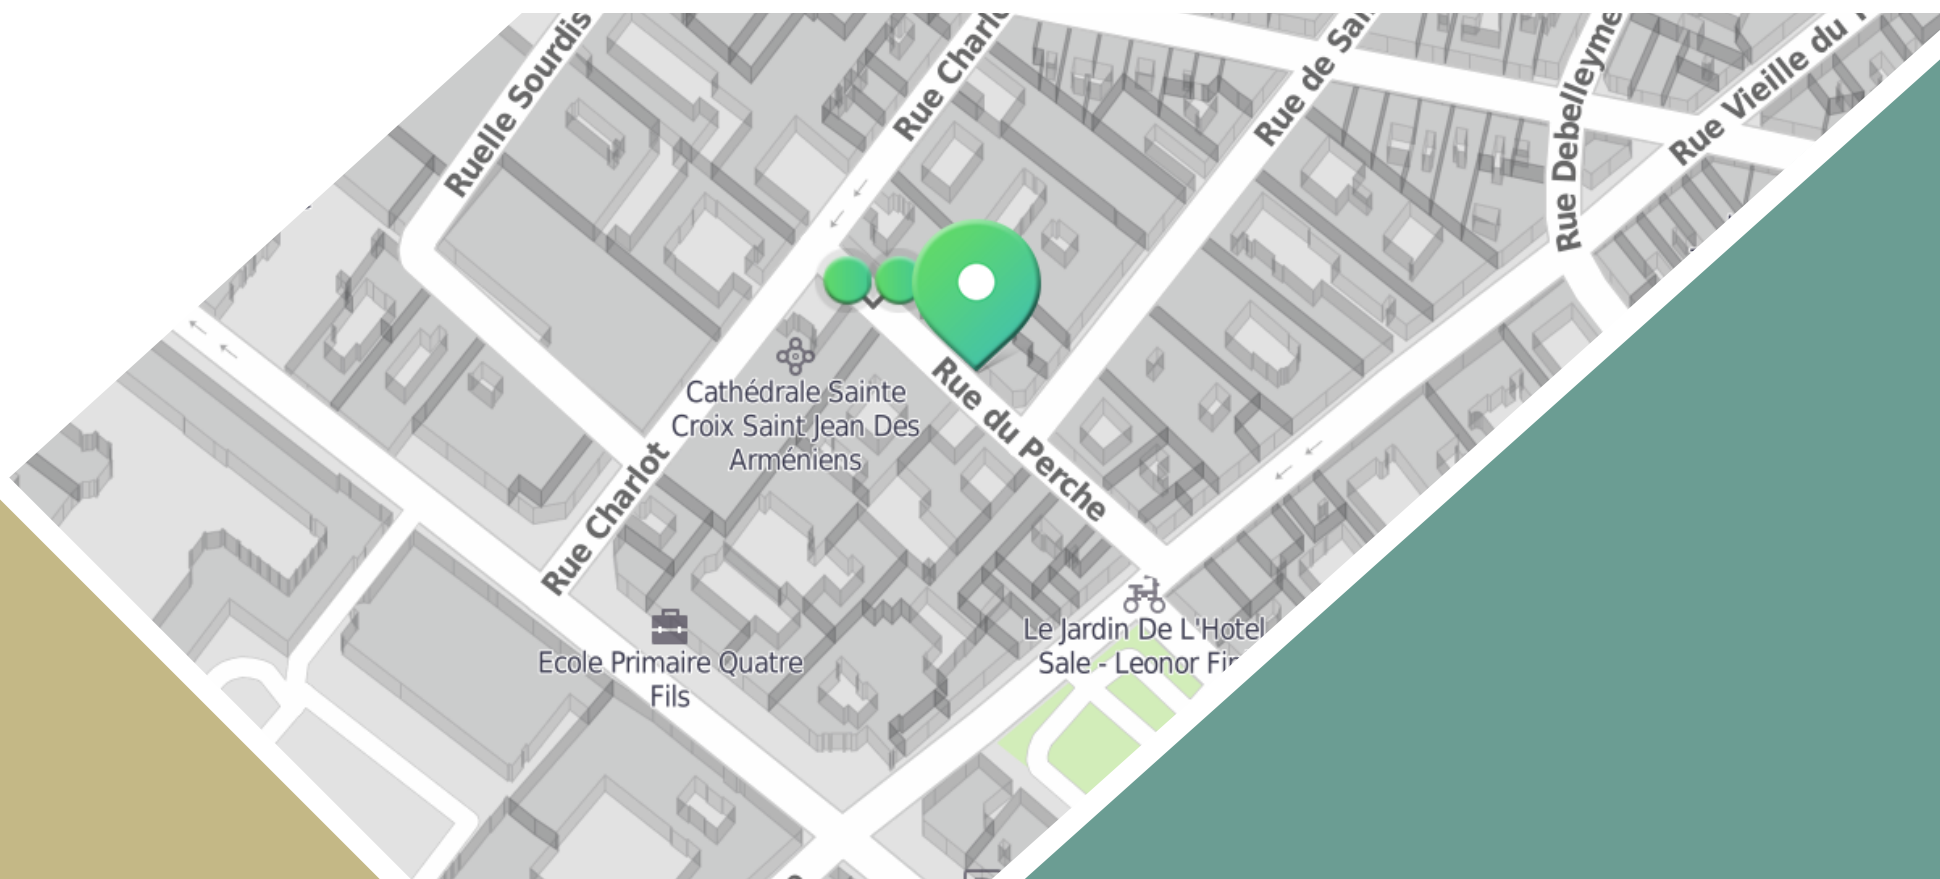 Ruelle Sourdis
Rue Charlo
Rue de Sai
Rue Debelleyme
Rue Vieille du T
Cathédrale Sainte
Croix Saint Jean Des
Arméniens
Rue du Perche
Rue Charlot
Ecole Primaire Quatre
Fils
Le Jardin De L'Hotel
Sale - Leonor Fin